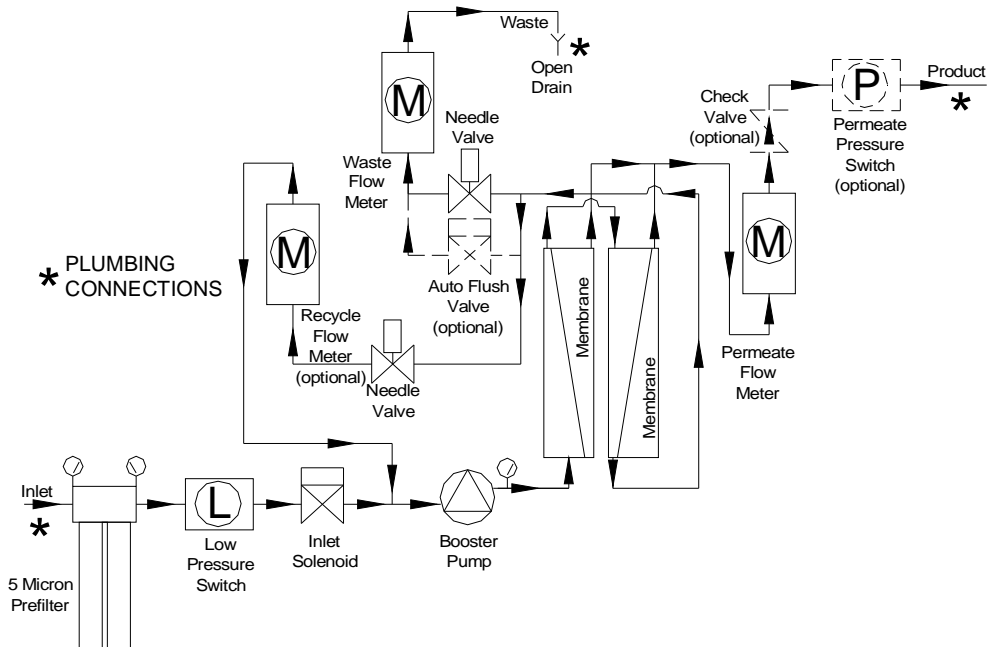 Waste
*
Open
Drain
M
Needle
Valve
Waste
Flow
Meter
Check
Valve
(optional)
P
Product
*
Permeate
Pressure
Switch
(optional)
M
M
* PLUMBING
CONNECTIONS
Auto Flush
Valve
(optional)
Recycle
Flow
Meter
(optional)
Needle
Valve
Membrane
Membrane
Permeate
Flow
Meter
Inlet
*
L
Low
Pressure
Switch
Inlet
Solenoid
Booster
Pump
5 Micron
Prefilter